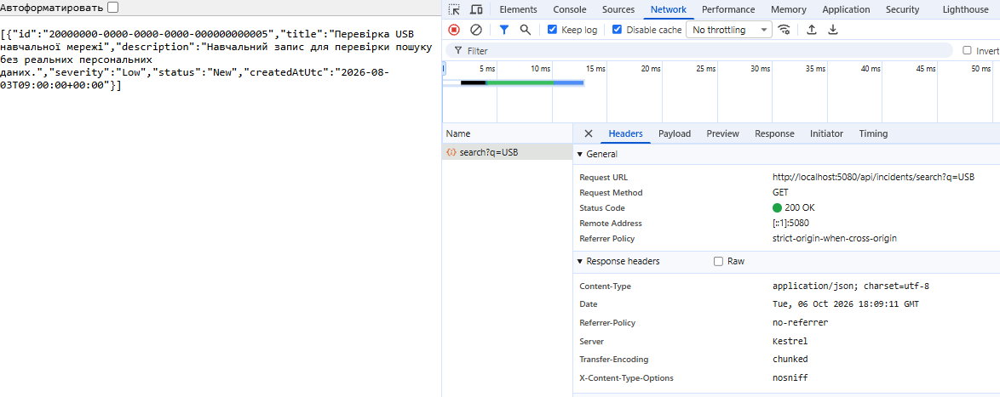 Автоформатировать
[{"id":"20000000-0000-0000-0000-000000000005","title":"Перевірка USB
навчальної мережі","description":"Навчальний запис для перевірки пошуку
без реальних персональних
даних.","severity":"Low","status":"New","createdAtUtc":"2026-08-
03T09:00:00+00:00"}]
Elements Console Sources Network Performance Memory Application Security Lighthouse
Keep log Disable cache No throttling
Filter Invert
5 ms 10 ms 15 ms 20 ms 25 ms 30 ms 35 ms 40 ms 45 ms 50 ms
Name
Headers Payload Preview Response Initiator Timing
search?q=USB
General
Request URL http://localhost:5080/api/incidents/search?q=USB
Request Method GET
Status Code 200 OK
Remote Address [::1]:5080
Referrer Policy strict-origin-when-cross-origin
Response headers Raw
Content-Type application/json; charset=utf-8
Date Tue, 06 Oct 2026 18:09:11 GMT
Referrer-Policy no-referrer
Server Kestrel
Transfer-Encoding chunked
X-Content-Type-Options nosniff